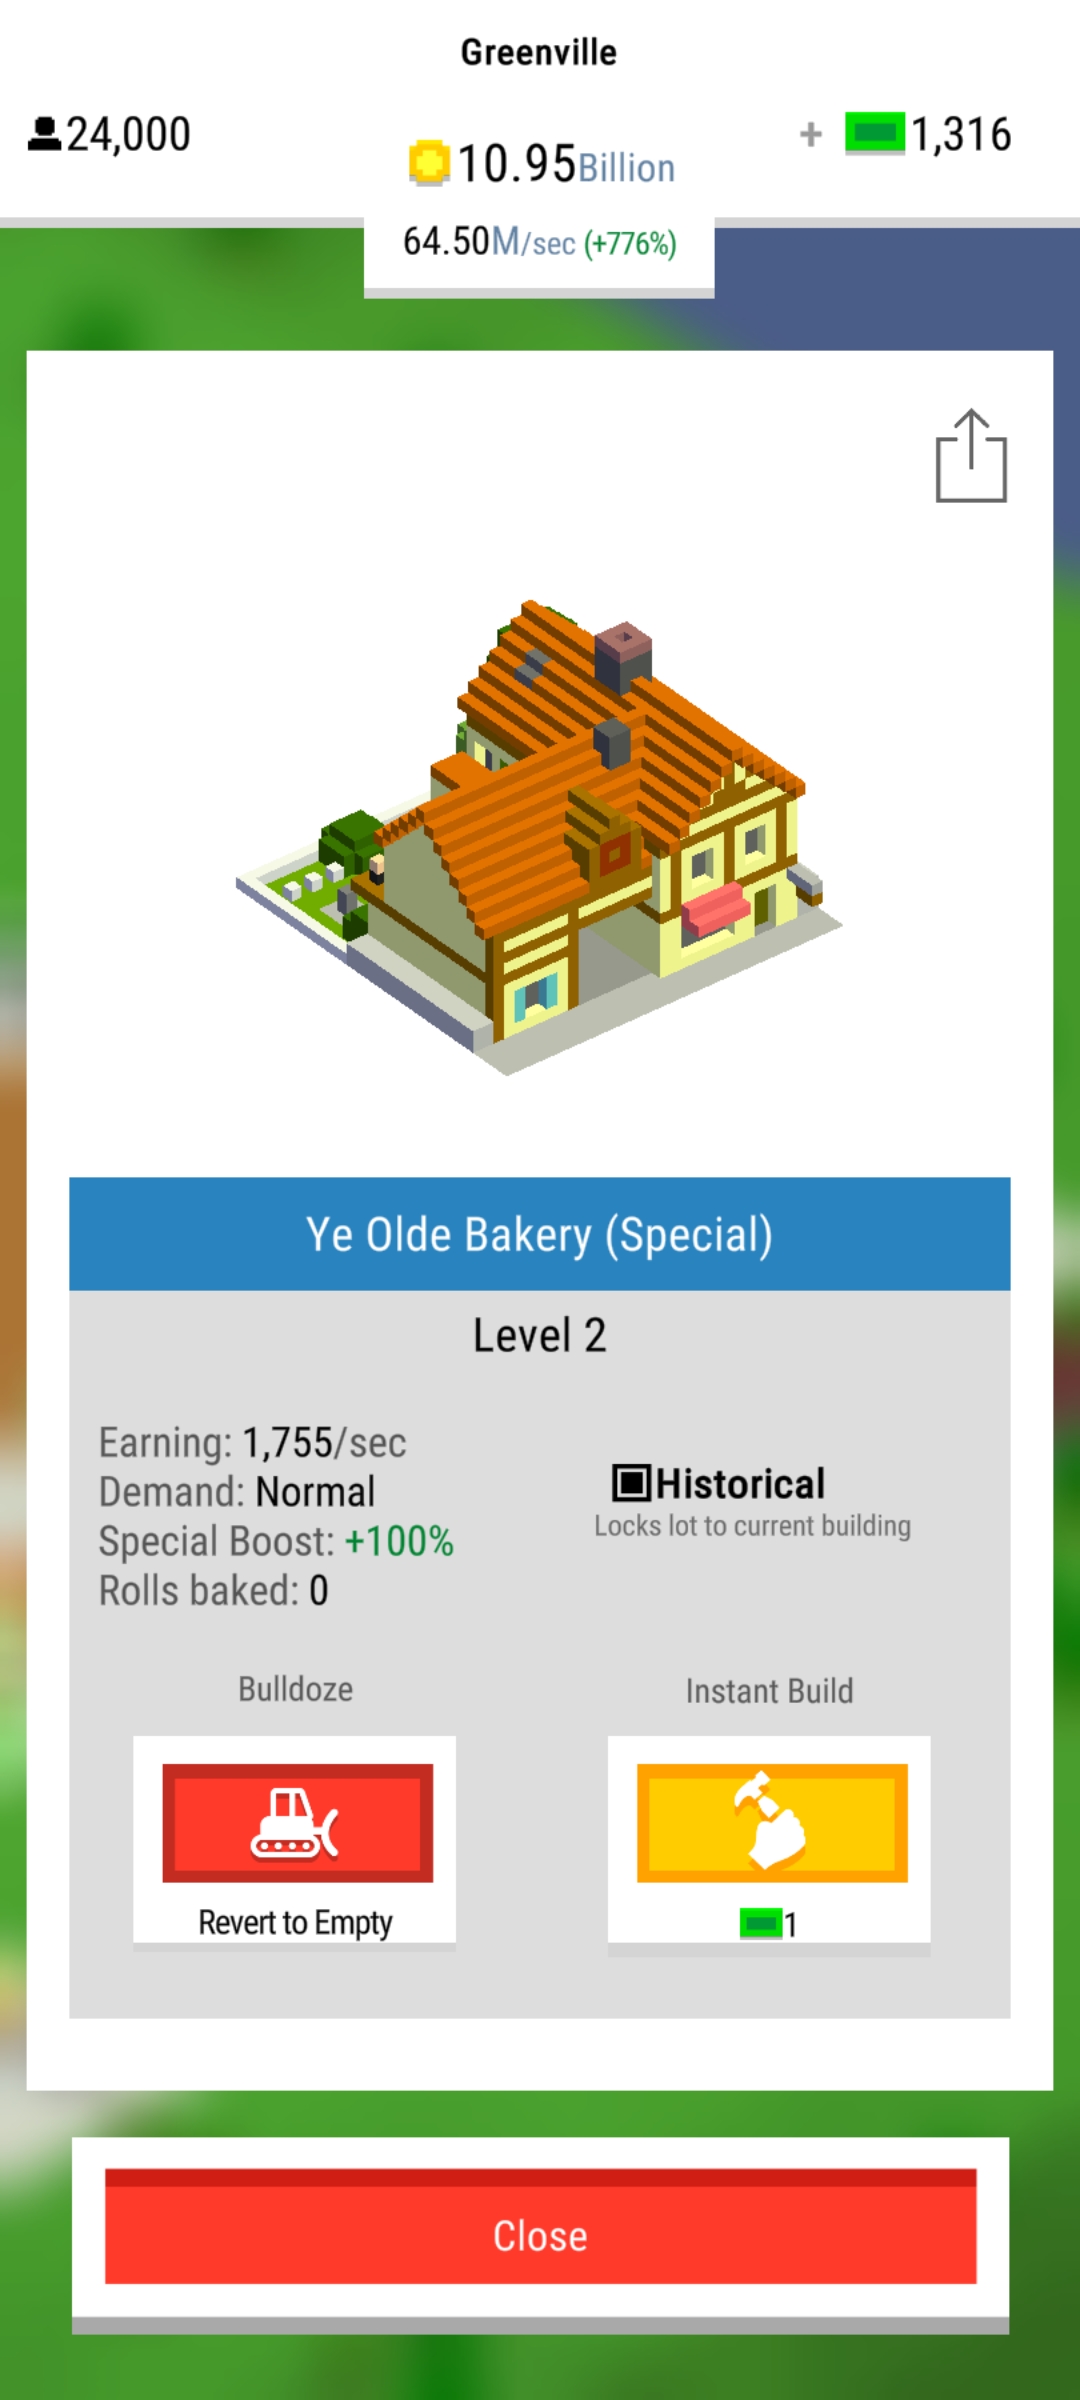 Greenville
24,000
10.95Billion
+ 1,316
64.50M/sec (+776%)
Ye Olde Bakery (Special)
Level 2
Earning: 1,755/sec
Demand: Normal
Special Boost: +100%
Rolls baked: 0
Historical
Locks lot to current building
Bulldoze
Instant Build
Revert to Empty
1
Close